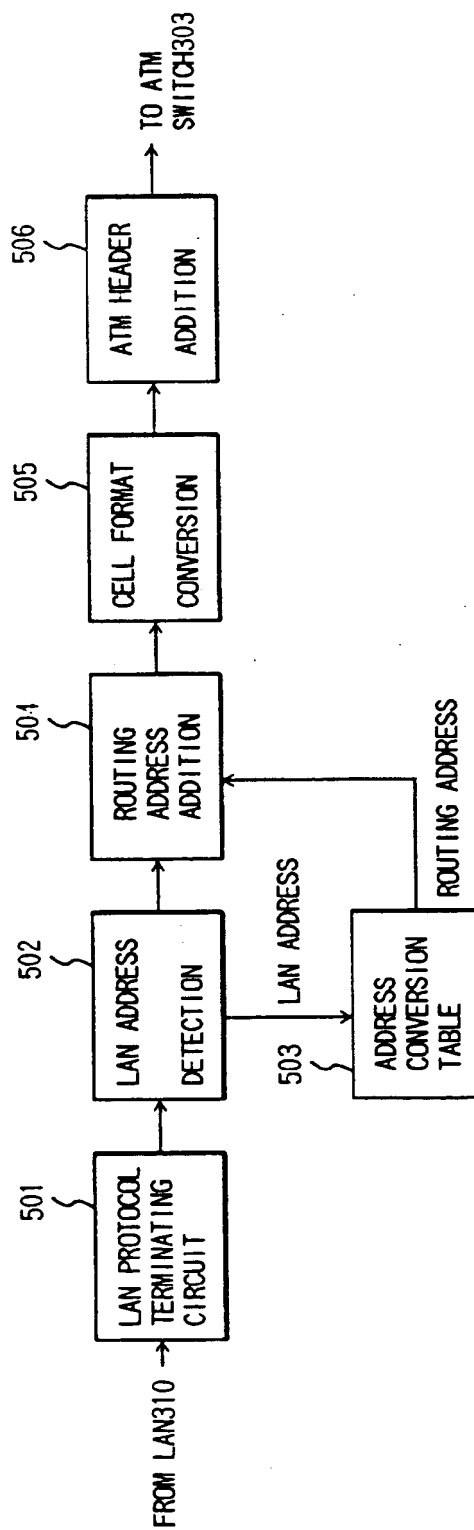 FROM LAN310
501
LAN PROTOCOL
TERMINATING
CIRCUIT
502
LAN ADDRESS
DETECTION
LAN ADDRESS
503
ADDRESS
CONVERSION
TABLE
ROUTING ADDRESS
504
ROUTING
ADDRESS
ADDITION
505
CELL FORMAT
CONVERSION
506
ATM HEADER
ADDITION
TO ATM
SWITCH303